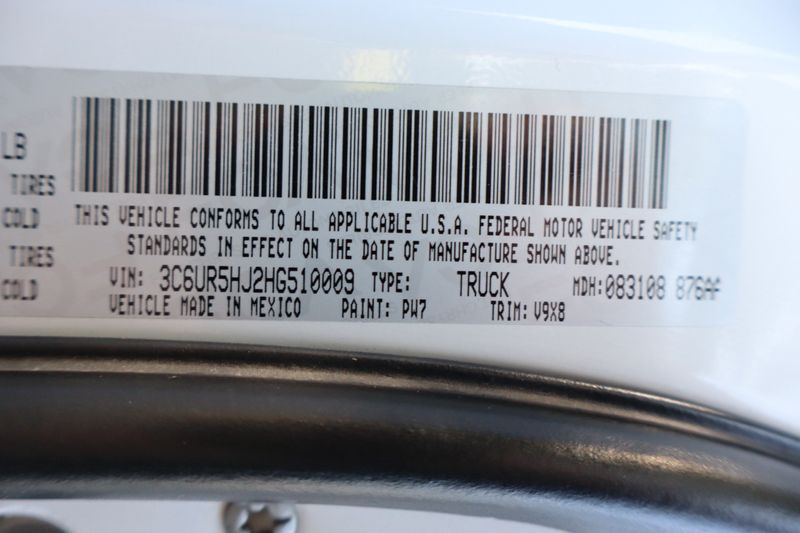 LB
TIRES
COLD
TIRES
COLD
THIS VEHICLE CONFORMS TO ALL APPLICABLE U.S.A. FEDERAL MOTOR VEHICLE SAFETY
STANDARDS IN EFFECT ON THE DATE OF MANUFACTURE SHOWN ABOVE.
VIN: 3C6UR5HJ2HG510009 TYPE: TRUCK MDH:083108 876AA
VEHICLE MADE IN MEXICO PAINT: PW7 TRIM: V9X8